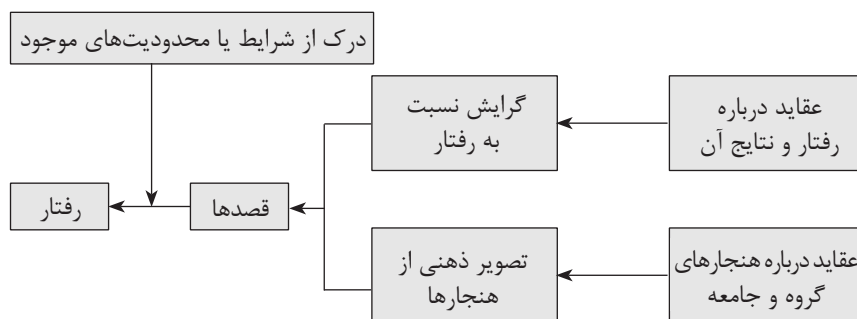 درک از شرایط یا محدودیت‌های موجود
عقاید درباره
رفتار و نتایج آن
گرایش نسبت
به رفتار
قصدها
رفتار
عقاید درباره هنجارهای
گروه و جامعه
تصویر ذهنی از
هنجارها